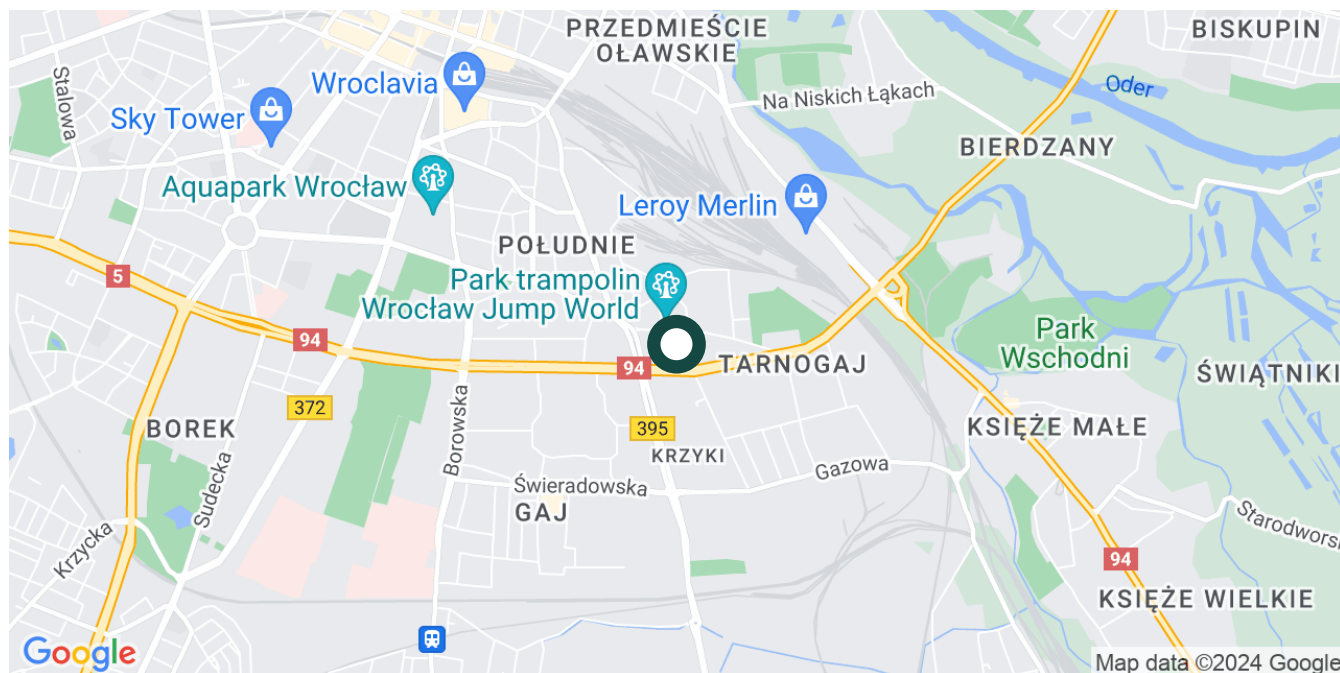 PRZEDMIEŚCIE
OŁAWSKIE
BISKUPIN
Stalowa
Wroclavia
Oder
Na Niskich Łąkach
Sky Tower
BIERDZANY
Aquapark Wrocław
Leroy Merlin
POŁUDNIE
5
Park trampolin
Wrocław Jump World
94
Park
Wschodni
94
TARNOGAJ
ŚWIĄTNIKI
372
BOREK
395
KSIĘŻE MAŁE
Borowska
KRZYKI
Sudecka
Gazowa
Świeradowska
GAJ
Krzycka
Starodworsk
94
KSIĘŻE WIELKIE
Google
Map data ©2024 Google